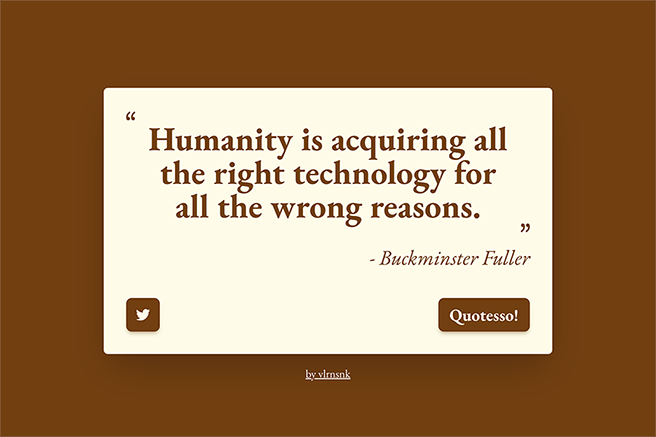 “
Humanity is acquiring all
the right technology for
all the wrong reasons.
”
- Buckminster Fuller
Quotesso!
by vlrnsnk